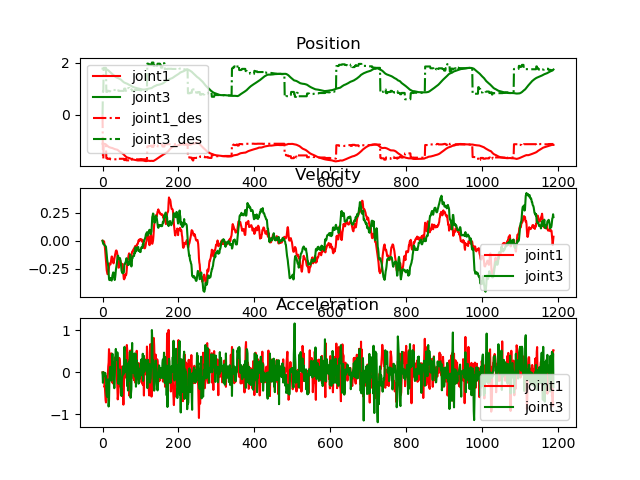 Position
2
0
joint1
joint3
joint1_des
joint3_des
0 200 400 600 800 1000 1200
Velocity
0.25
0.00
−0.25
joint1
joint3
0 200 400 600 800 1000 1200
Acceleration
1
0
−1
joint1
joint3
0 200 400 600 800 1000 1200